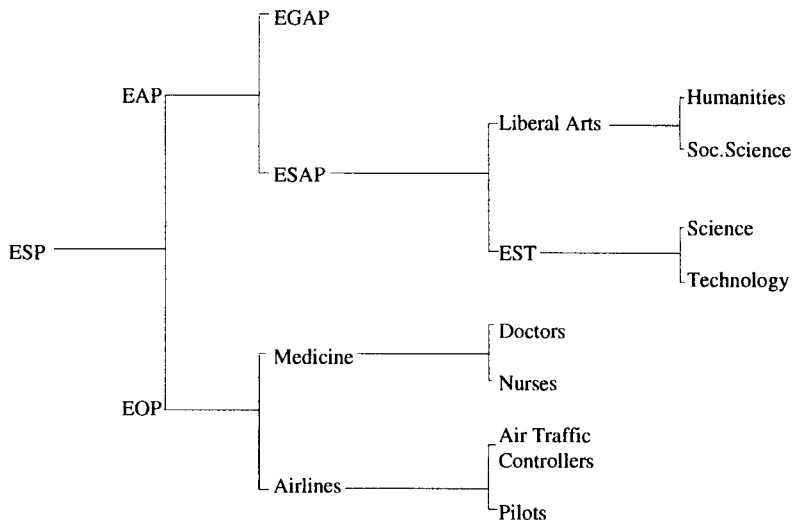 EGAP
EAP
Humanities
Liberal Arts
Soc.Science
ESAP
Science
ESP
EST
Technology
Doctors
Medicine
Nurses
EOP
Air Traffic
Controllers
Airlines
Pilots